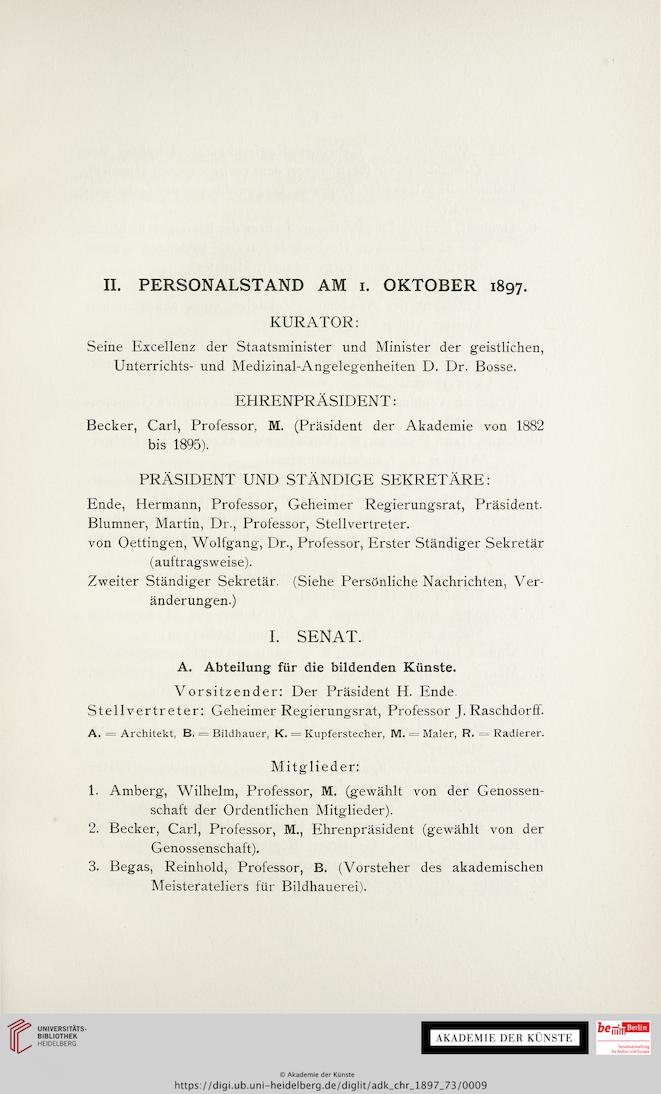 II. PERSONALSTAND AM 1. OKTOBER 1897.
KURATOR:
Seine Excellenz der Staatsminister und Minister der geistlichen,
Unterrichts- und Medizinal-Angelegenheiten D. Dr. Bosse.
EHRENPRÄSIDENT:
Becker, Carl, Professor, M. (Präsident der Akademie von 1882
bis 1895).
PRÄSIDENT UND STÄNDIGE SEKRETÄRE:
Ende, Hermann, Professor, Geheimer Regierungsrat, Präsident.
Blumner, Martin, Dr., Professor, Stellvertreter.
von Oettingen, Wolfgang, Dr., Professor, Erster Ständiger Sekretär
(auftragsweise).
Zweiter Ständiger Sekretär. (Siehe Persönliche Nachrichten, Ver-
änderungen.)
I. SENAT.
A. Abteilung für die bildenden Künste.
Vorsitzender: Der Präsident H. Ende.
Stellvertreter: Geheimer Regierungsrat, Professor J. Raschdorff.
A. = Architekt, B. = Bildhauer, K. = Kupferstecher, M. = Maler, R. = Radierer.
Mitglieder:
1. Amberg, Wilhelm, Professor, M. (gewählt von der Genossen-
schaft der Ordentlichen Mitglieder).
2. Becker, Carl, Professor, M., Ehrenpräsident (gewählt von der
Genossenschaft).
3. Begas, Reinhold, Professor, B. (Vorsteher des akademischen
Meisterateliers für Bildhauerei).
UNIVERSITÄTS-
BIBLIOTHEK
HEIDELBERG
AKADEMIE DER KÜNSTE
be Berlin
Senatsverwaltung
für Kultur und Europa
© Akademie der Künste
https://digi.ub.uni-heidelberg.de/diglit/adk_chr_1897_73/0009